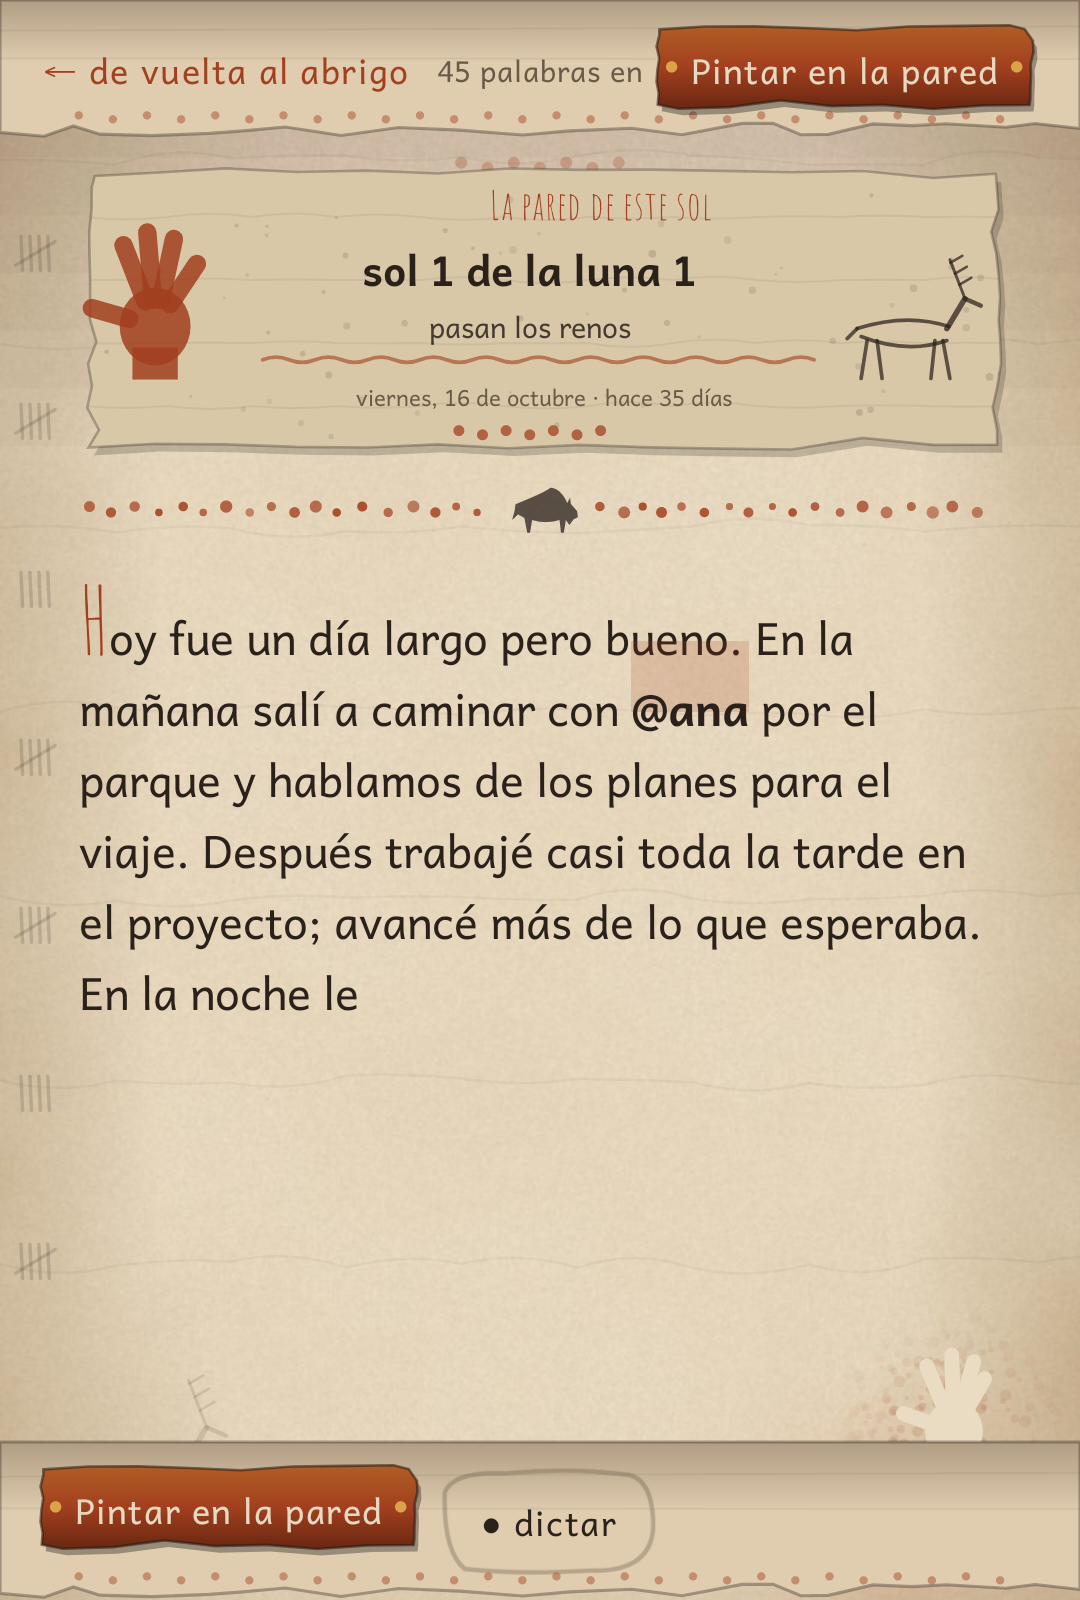 ← de vuelta al abrigo 45 palabras en Pintar en la pared
La pared de este sol
sol 1 de la luna 1
pasan los renos
viernes, 16 de octubre · hace 35 días
Hoy fue un día largo pero bueno. En la
mañana salí a caminar con @ana por el
parque y hablamos de los planes para el
viaje. Después trabajé casi toda la tarde en
el proyecto; avancé más de lo que esperaba.
En la noche le
Pintar en la pared • dictar